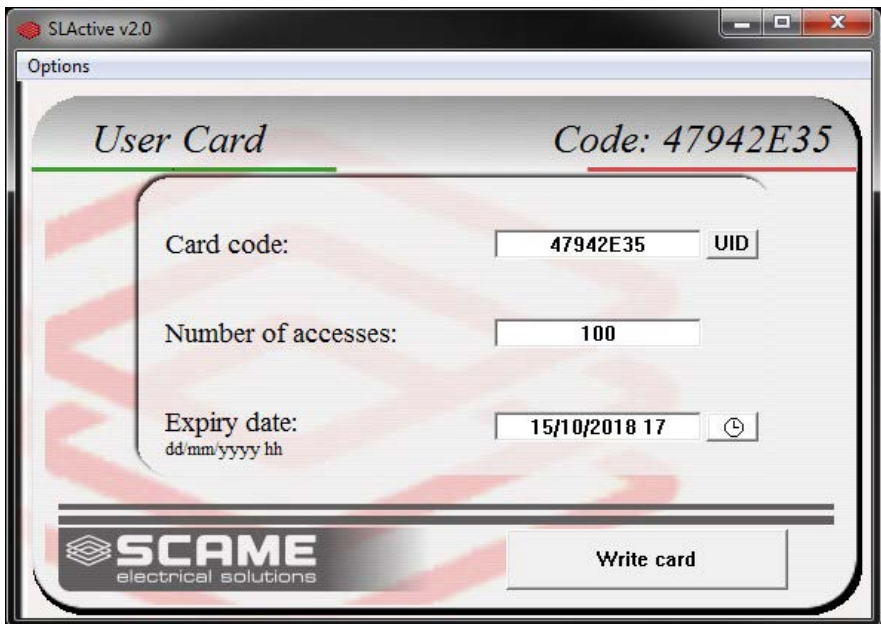 SLActive v2.0
Options
User Card Code: 47942E35
Card code: 47942E35 UID
Number of accesses: 100
Expiry date: 15/10/2018 17
dd/mm/yyyy hh
SCAME
electrical solutions
Write card